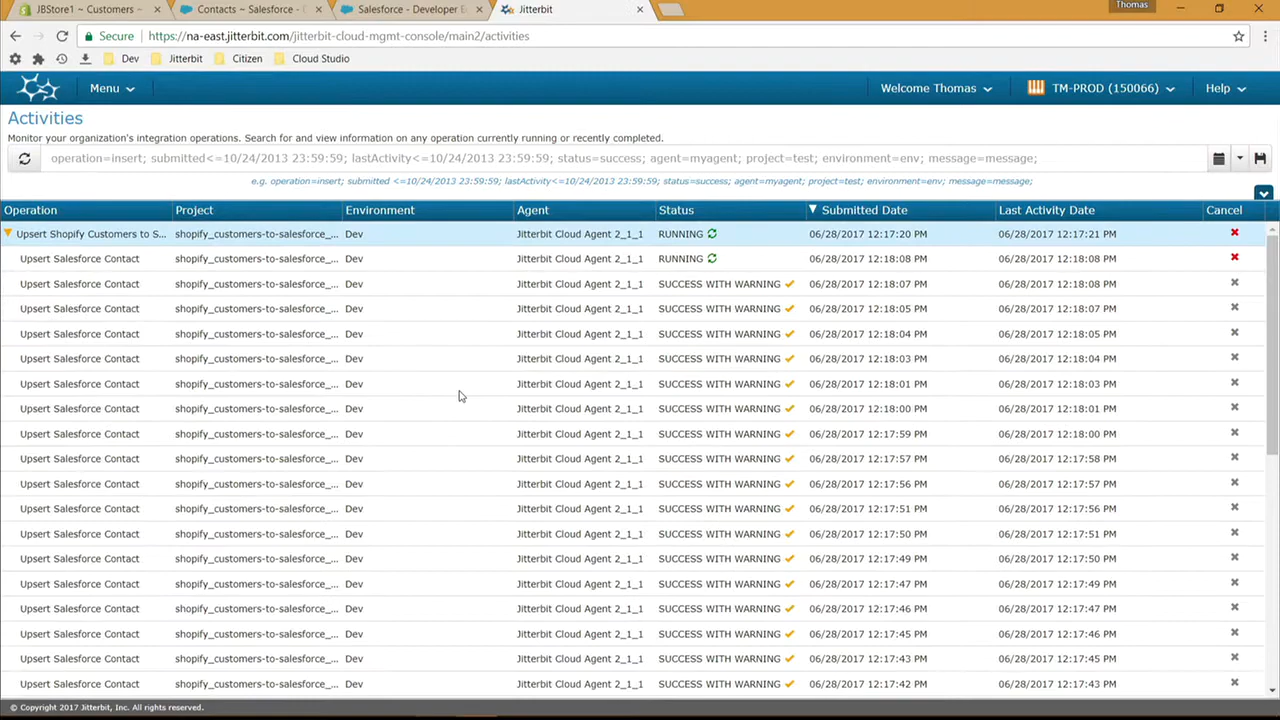 Thomas
JBStore1 ~ Customers ~
Contacts ~ Salesforce - D
Salesforce - Developer E
Jitterbit
Secure https://na-east.jitterbit.com/jitterbit-cloud-mgmt-console/main2/activities
Dev Jitterbit Citizen Cloud Studio
Menu Welcome Thomas TM-PROD (150066) Help
Activities
Monitor your organization's integration operations. Search for and view information on any operation currently running or recently completed.
operation=insert; submitted<=10/24/2013 23:59:59; lastActivity<=10/24/2013 23:59:59; status=success; agent=myagent; project=test; environment=env; message=message;
e.g. operation=insert; submitted <=10/24/2013 23:59:59; lastActivity<=10/24/2013 23:59:59; status=success; agent=myagent; project=test; environment=env; message=message;
Operation Project Environment Agent Status Submitted Date Last Activity Date Cancel
Upsert Shopify Customers to S... shopify_customers-to-salesforce_... Dev Jitterbit Cloud Agent 2_1_1 RUNNING 06/28/2017 12:17:20 PM 06/28/2017 12:17:21 PM
Upsert Salesforce Contact shopify_customers-to-salesforce_... Dev Jitterbit Cloud Agent 2_1_1 RUNNING 06/28/2017 12:18:08 PM 06/28/2017 12:18:08 PM
Upsert Salesforce Contact shopify_customers-to-salesforce_... Dev Jitterbit Cloud Agent 2_1_1 SUCCESS WITH WARNING 06/28/2017 12:18:07 PM 06/28/2017 12:18:08 PM
Upsert Salesforce Contact shopify_customers-to-salesforce_... Dev Jitterbit Cloud Agent 2_1_1 SUCCESS WITH WARNING 06/28/2017 12:18:05 PM 06/28/2017 12:18:07 PM
Upsert Salesforce Contact shopify_customers-to-salesforce_... Dev Jitterbit Cloud Agent 2_1_1 SUCCESS WITH WARNING 06/28/2017 12:18:04 PM 06/28/2017 12:18:05 PM
Upsert Salesforce Contact shopify_customers-to-salesforce_... Dev Jitterbit Cloud Agent 2_1_1 SUCCESS WITH WARNING 06/28/2017 12:18:03 PM 06/28/2017 12:18:04 PM
Upsert Salesforce Contact shopify_customers-to-salesforce_... Dev Jitterbit Cloud Agent 2_1_1 SUCCESS WITH WARNING 06/28/2017 12:18:01 PM 06/28/2017 12:18:03 PM
Upsert Salesforce Contact shopify_customers-to-salesforce_... Dev Jitterbit Cloud Agent 2_1_1 SUCCESS WITH WARNING 06/28/2017 12:18:00 PM 06/28/2017 12:18:01 PM
Upsert Salesforce Contact shopify_customers-to-salesforce_... Dev Jitterbit Cloud Agent 2_1_1 SUCCESS WITH WARNING 06/28/2017 12:17:59 PM 06/28/2017 12:18:00 PM
Upsert Salesforce Contact shopify_customers-to-salesforce_... Dev Jitterbit Cloud Agent 2_1_1 SUCCESS WITH WARNING 06/28/2017 12:17:57 PM 06/28/2017 12:17:58 PM
Upsert Salesforce Contact shopify_customers-to-salesforce_... Dev Jitterbit Cloud Agent 2_1_1 SUCCESS WITH WARNING 06/28/2017 12:17:56 PM 06/28/2017 12:17:57 PM
Upsert Salesforce Contact shopify_customers-to-salesforce_... Dev Jitterbit Cloud Agent 2_1_1 SUCCESS WITH WARNING 06/28/2017 12:17:51 PM 06/28/2017 12:17:56 PM
Upsert Salesforce Contact shopify_customers-to-salesforce_... Dev Jitterbit Cloud Agent 2_1_1 SUCCESS WITH WARNING 06/28/2017 12:17:50 PM 06/28/2017 12:17:51 PM
Upsert Salesforce Contact shopify_customers-to-salesforce_... Dev Jitterbit Cloud Agent 2_1_1 SUCCESS WITH WARNING 06/28/2017 12:17:49 PM 06/28/2017 12:17:50 PM
Upsert Salesforce Contact shopify_customers-to-salesforce_... Dev Jitterbit Cloud Agent 2_1_1 SUCCESS WITH WARNING 06/28/2017 12:17:47 PM 06/28/2017 12:17:49 PM
Upsert Salesforce Contact shopify_customers-to-salesforce_... Dev Jitterbit Cloud Agent 2_1_1 SUCCESS WITH WARNING 06/28/2017 12:17:46 PM 06/28/2017 12:17:47 PM
Upsert Salesforce Contact shopify_customers-to-salesforce_... Dev Jitterbit Cloud Agent 2_1_1 SUCCESS WITH WARNING 06/28/2017 12:17:45 PM 06/28/2017 12:17:46 PM
Upsert Salesforce Contact shopify_customers-to-salesforce_... Dev Jitterbit Cloud Agent 2_1_1 SUCCESS WITH WARNING 06/28/2017 12:17:43 PM 06/28/2017 12:17:45 PM
Upsert Salesforce Contact shopify_customers-to-salesforce_... Dev Jitterbit Cloud Agent 2_1_1 SUCCESS WITH WARNING 06/28/2017 12:17:42 PM 06/28/2017 12:17:43 PM
© Copyright 2017 Jitterbit, Inc. All rights reserved.